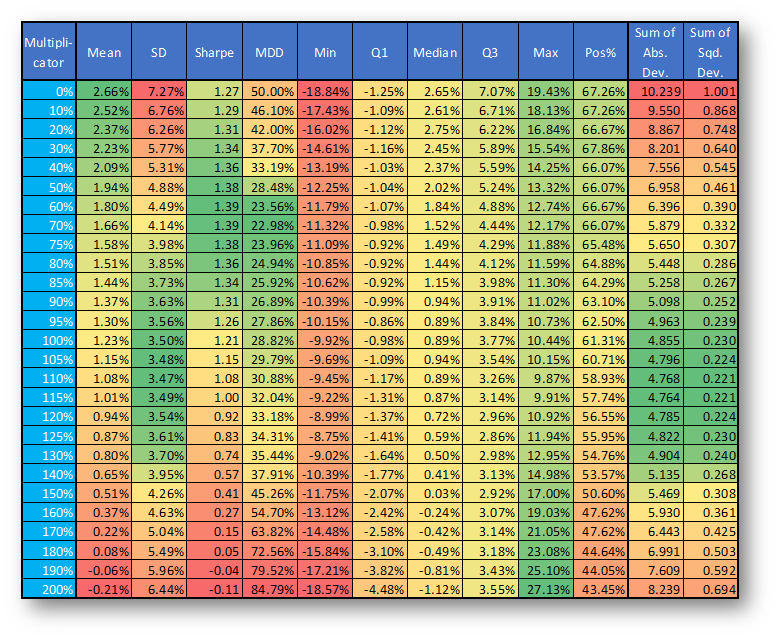 Multipli-cator Mean SD Sharpe MDD Min Q1 Median Q3 Max Pos% Sum of Abs. Dev. Sum of Sqd. Dev.
0% 2.66% 7.27% 1.27 50.00% -18.84% -1.25% 2.65% 7.07% 19.43% 67.26% 10.239 1.001
10% 2.52% 6.76% 1.29 46.10% -17.43% -1.09% 2.61% 6.71% 18.13% 67.26% 9.550 0.868
20% 2.37% 6.26% 1.31 42.00% -16.02% -1.12% 2.75% 6.22% 16.84% 66.67% 8.867 0.748
30% 2.23% 5.77% 1.34 37.70% -14.61% -1.16% 2.45% 5.89% 15.54% 67.86% 8.201 0.640
40% 2.09% 5.31% 1.36 33.19% -13.19% -1.03% 2.37% 5.59% 14.25% 66.07% 7.556 0.545
50% 1.94% 4.88% 1.38 28.48% -12.25% -1.04% 2.02% 5.24% 13.32% 66.07% 6.958 0.461
60% 1.80% 4.49% 1.39 23.56% -11.79% -1.07% 1.84% 4.88% 12.74% 66.67% 6.396 0.390
70% 1.66% 4.14% 1.39 22.98% -11.32% -0.98% 1.52% 4.44% 12.17% 66.07% 5.879 0.332
75% 1.58% 3.98% 1.38 23.96% -11.09% -0.92% 1.49% 4.29% 11.88% 65.48% 5.650 0.307
80% 1.51% 3.85% 1.36 24.94% -10.85% -0.92% 1.44% 4.12% 11.59% 64.88% 5.448 0.286
85% 1.44% 3.73% 1.34 25.92% -10.62% -0.92% 1.15% 3.98% 11.30% 64.29% 5.258 0.267
90% 1.37% 3.63% 1.31 26.89% -10.39% -0.99% 0.94% 3.91% 11.02% 63.10% 5.098 0.252
95% 1.30% 3.56% 1.26 27.86% -10.15% -0.86% 0.89% 3.84% 10.73% 62.50% 4.963 0.239
100% 1.23% 3.50% 1.21 28.82% -9.92% -0.98% 0.89% 3.77% 10.44% 61.31% 4.855 0.230
105% 1.15% 3.48% 1.15 29.79% -9.69% -1.09% 0.94% 3.54% 10.15% 60.71% 4.796 0.224
110% 1.08% 3.47% 1.08 30.88% -9.45% -1.17% 0.89% 3.26% 9.87% 58.93% 4.768 0.221
115% 1.01% 3.49% 1.00 32.04% -9.22% -1.31% 0.87% 3.14% 9.91% 57.74% 4.764 0.221
120% 0.94% 3.54% 0.92 33.18% -8.99% -1.37% 0.72% 2.96% 10.92% 56.55% 4.785 0.224
125% 0.87% 3.61% 0.83 34.31% -8.75% -1.41% 0.59% 2.86% 11.94% 55.95% 4.822 0.230
130% 0.80% 3.70% 0.74 35.44% -9.02% -1.64% 0.50% 2.98% 12.95% 54.76% 4.904 0.240
140% 0.65% 3.95% 0.57 37.91% -10.39% -1.77% 0.41% 3.13% 14.98% 53.57% 5.135 0.268
150% 0.51% 4.26% 0.41 45.26% -11.75% -2.07% 0.03% 2.92% 17.00% 50.60% 5.469 0.308
160% 0.37% 4.63% 0.27 54.70% -13.12% -2.42% -0.24% 3.07% 19.03% 47.62% 5.930 0.361
170% 0.22% 5.04% 0.15 63.82% -14.48% -2.58% -0.42% 3.14% 21.05% 47.62% 6.443 0.425
180% 0.08% 5.49% 0.05 72.56% -15.84% -3.10% -0.49% 3.18% 23.08% 44.64% 6.991 0.503
190% -0.06% 5.96% -0.04 79.52% -17.21% -3.82% -0.81% 3.43% 25.10% 44.05% 7.609 0.592
200% -0.21% 6.44% -0.11 84.79% -18.57% -4.48% -1.12% 3.55% 27.13% 43.45% 8.239 0.694